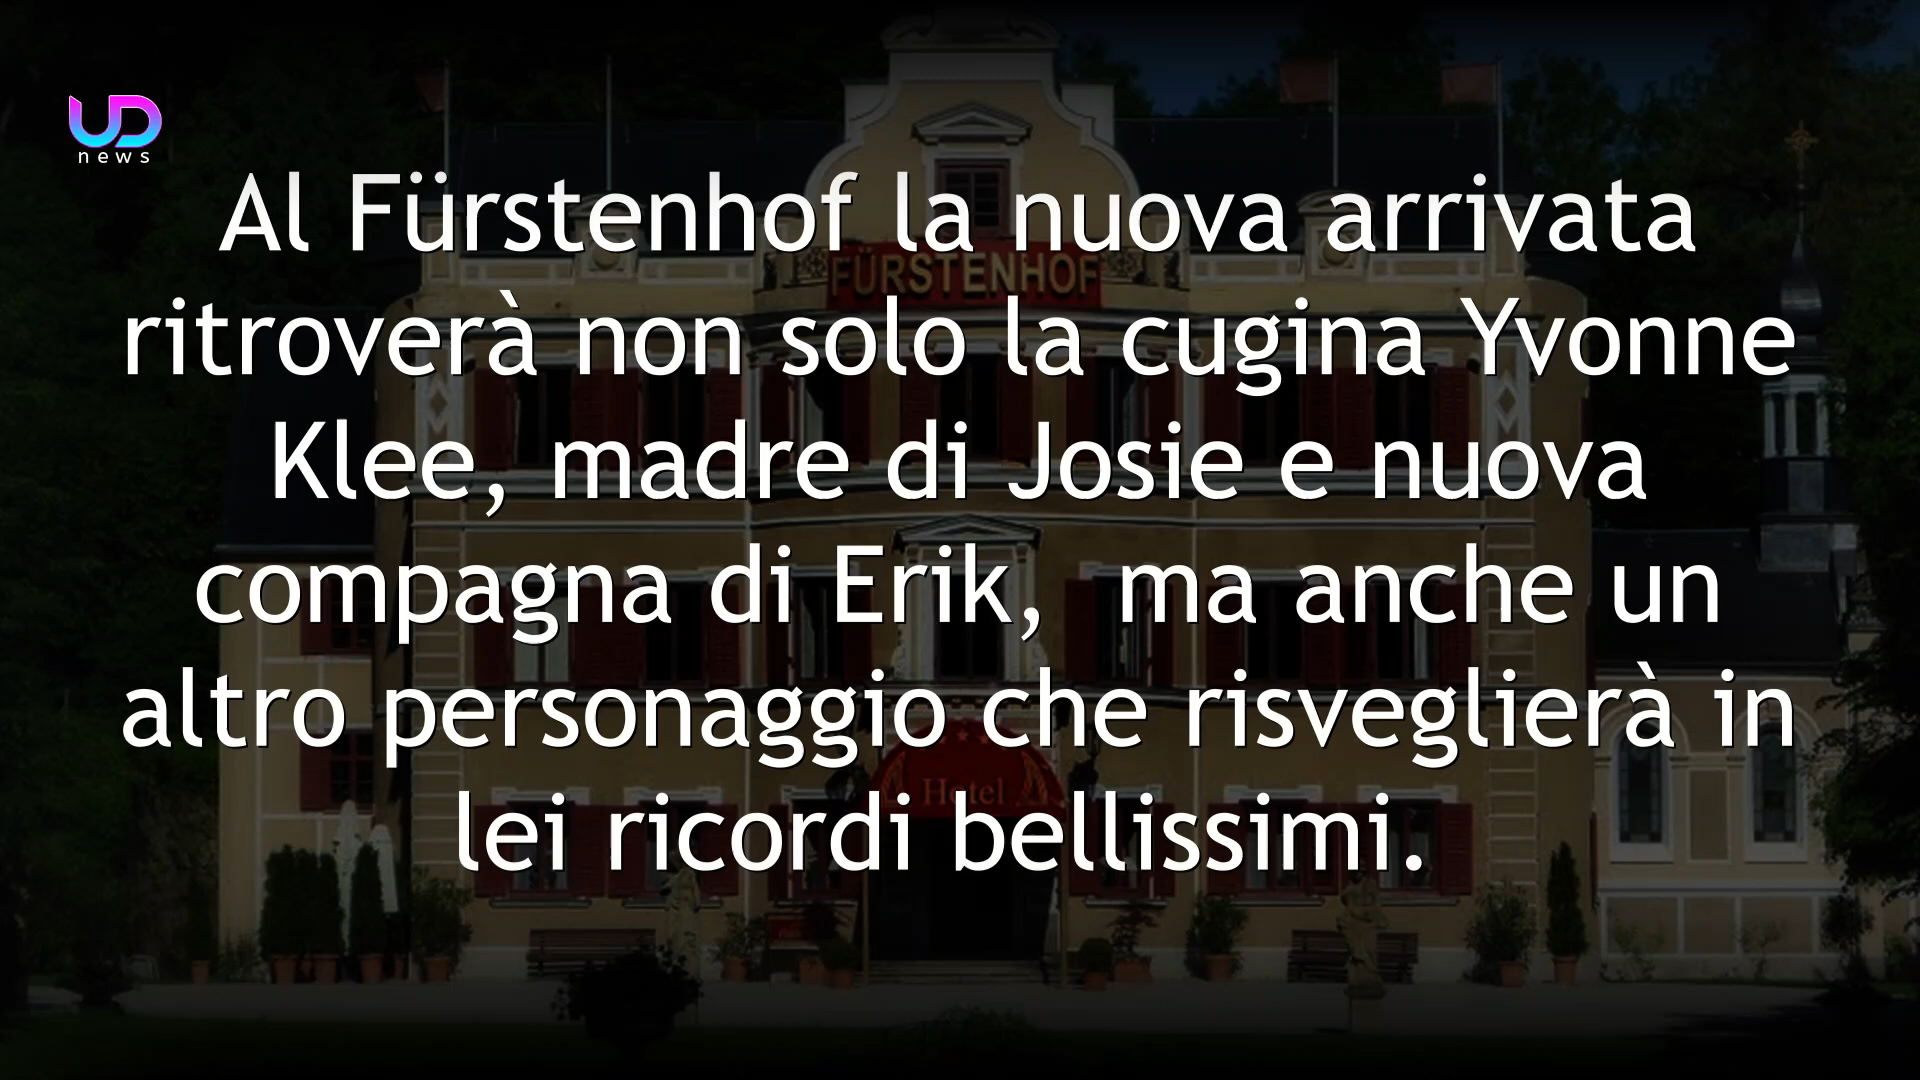 UD
news
Al Fürstenhof la nuova arrivata
FÜRSTENHOF
ritroverà non solo la cugina Yvonne
Klee, madre di Josie e nuova
compagna di Erik,  ma anche un
altro personaggio che risveglierà in
Hotel
lei ricordi bellissimi.